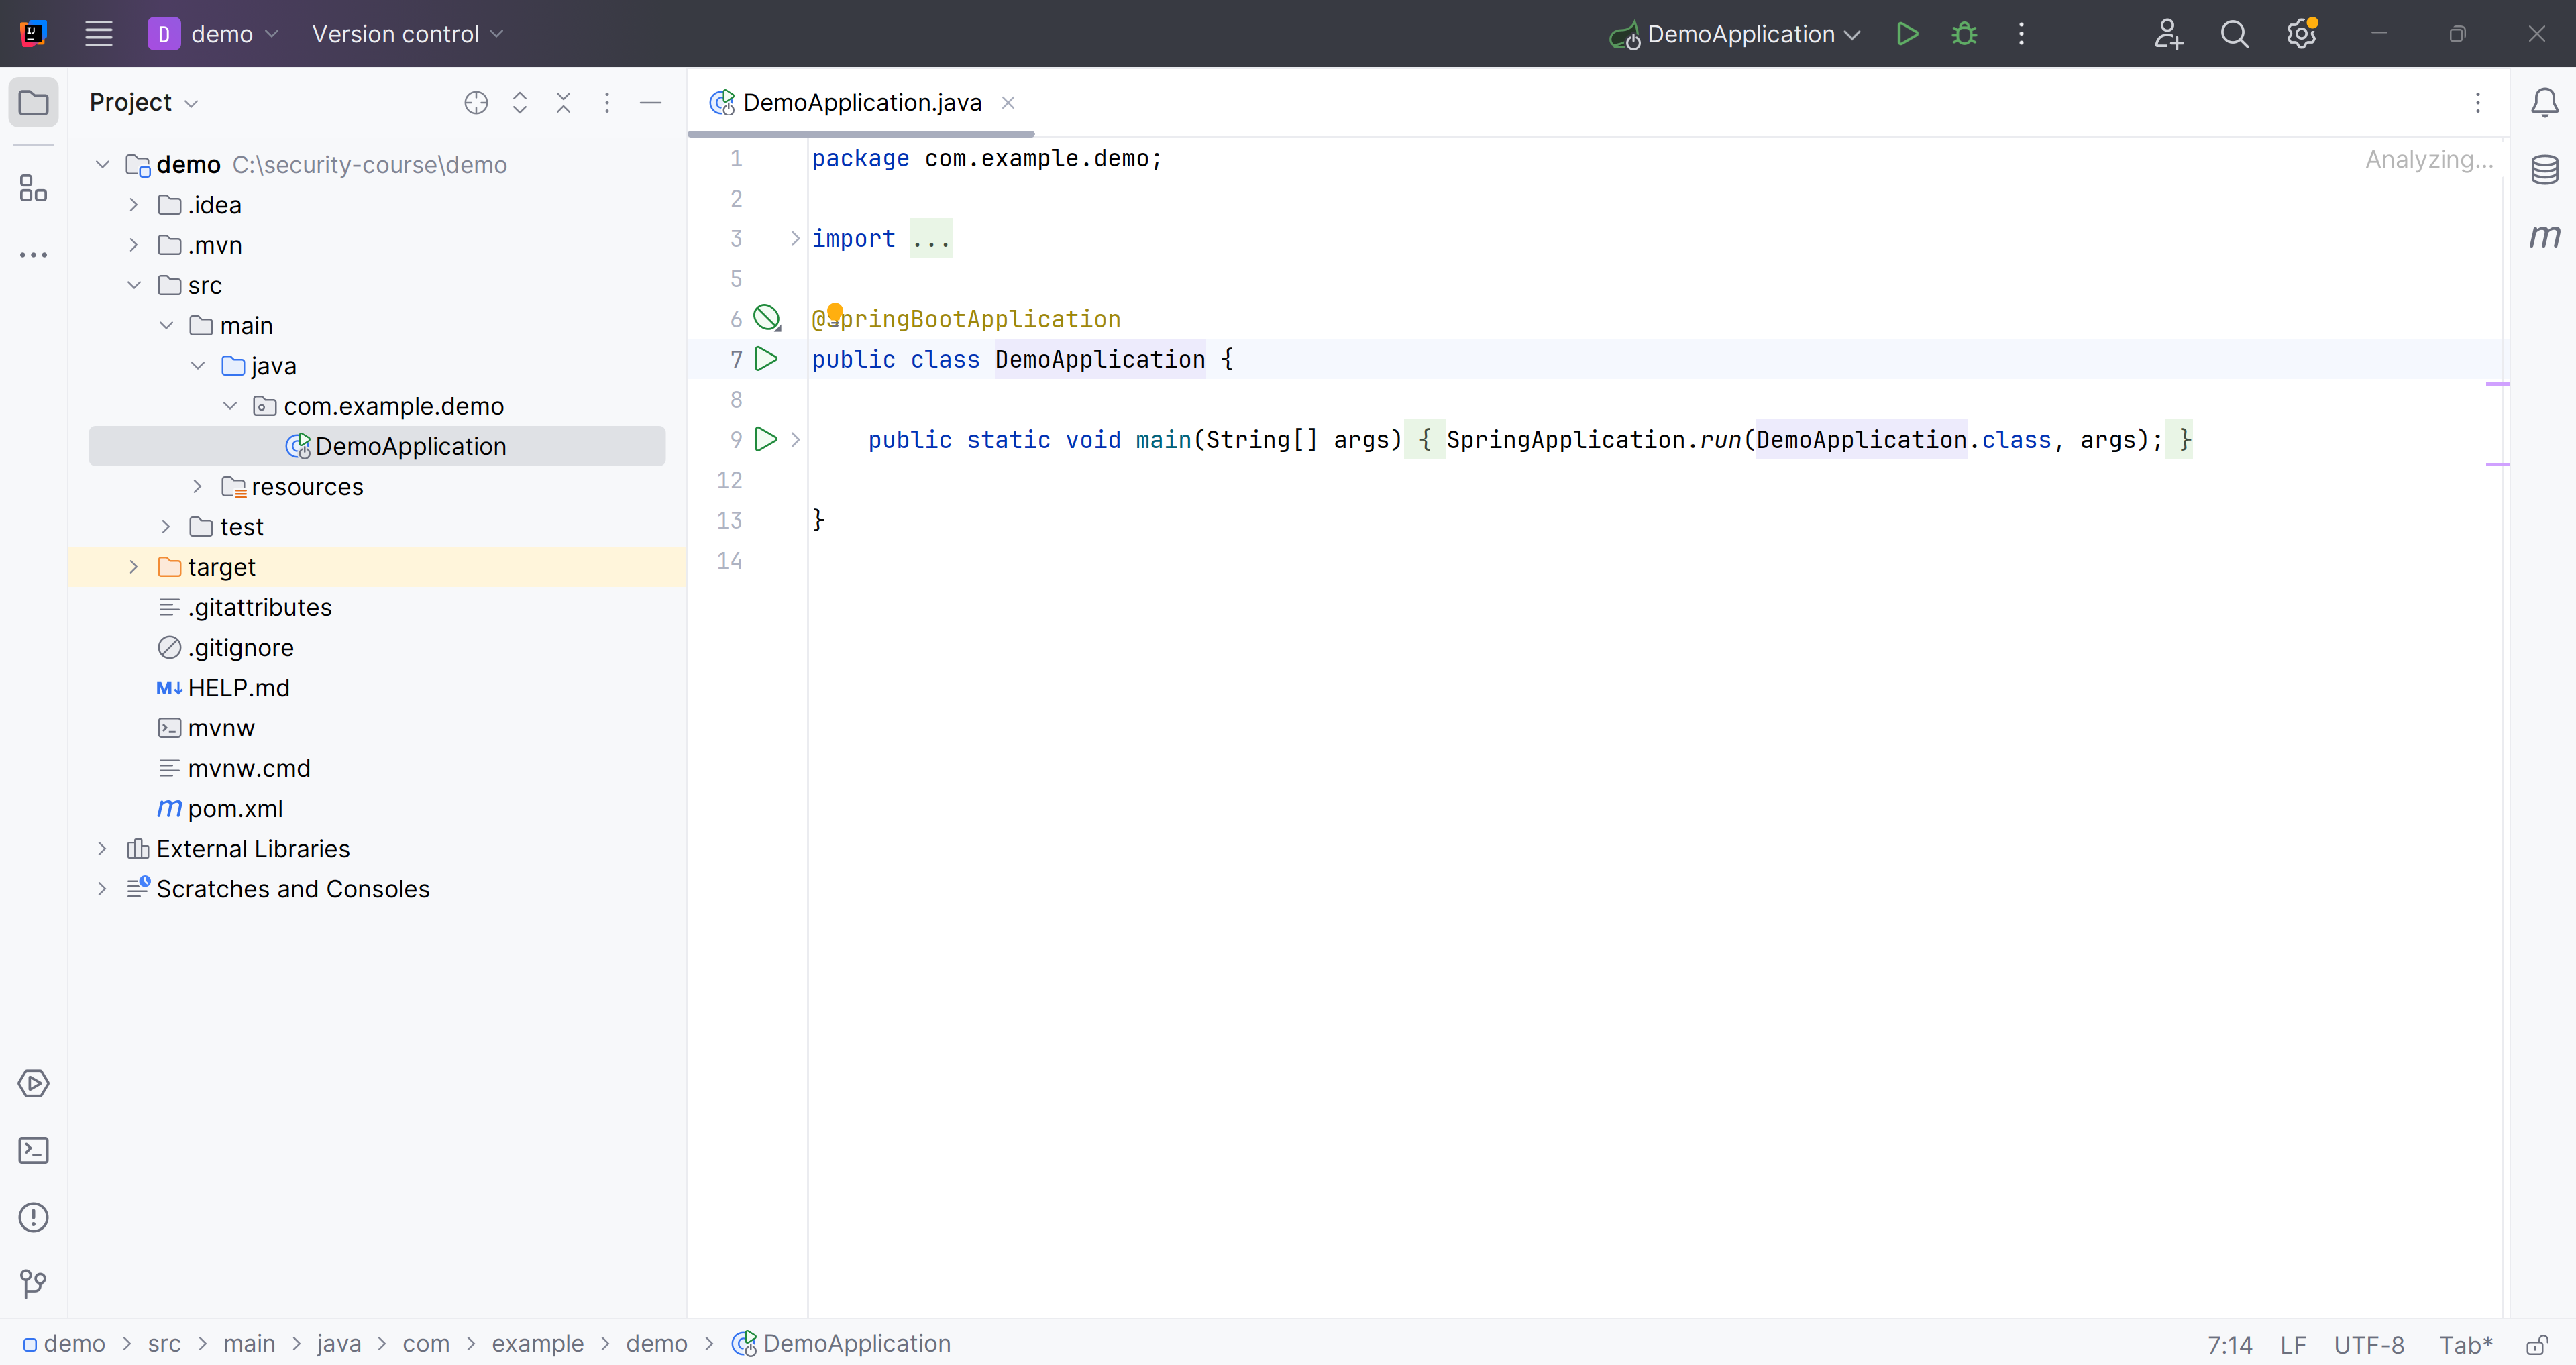 D demo Version control DemoApplication
Project
DemoApplication.java
demo C:\security-course\demo
.idea
.mvn
src
main
java
com.example.demo
DemoApplication
resources
test
target
.gitattributes
.gitignore
M↓ HELP.md
mvnw
mvnw.cmd
m pom.xml
External Libraries
Scratches and Consoles
Analyzing...
1 package com.example.demo;
2
3 import ...
5
6 @SpringBootApplication
7 public class DemoApplication {
8
9 public static void main(String[] args) { SpringApplication.run(DemoApplication.class, args); }
12
13 }
14
m
demo > src > main > java > com > example > demo > DemoApplication
7:14 LF UTF-8 Tab*